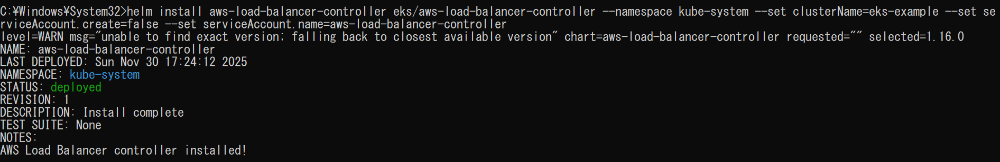 C:¥Windows¥System32>helm install aws-load-balancer-controller eks/aws-load-balancer-controller --namespace kube-system --set clusterName=eks-example --set se
rviceAccount.create=false --set serviceAccount.name=aws-load-balancer-controller
level=WARN msg="unable to find exact version; falling back to closest available version" chart=aws-load-balancer-controller requested="" selected=1.16.0
NAME: aws-load-balancer-controller
LAST DEPLOYED: Sun Nov 30 17:24:12 2025
NAMESPACE: kube-system
STATUS: deployed
REVISION: 1
DESCRIPTION: Install complete
TEST SUITE: None
NOTES:
AWS Load Balancer controller installed!